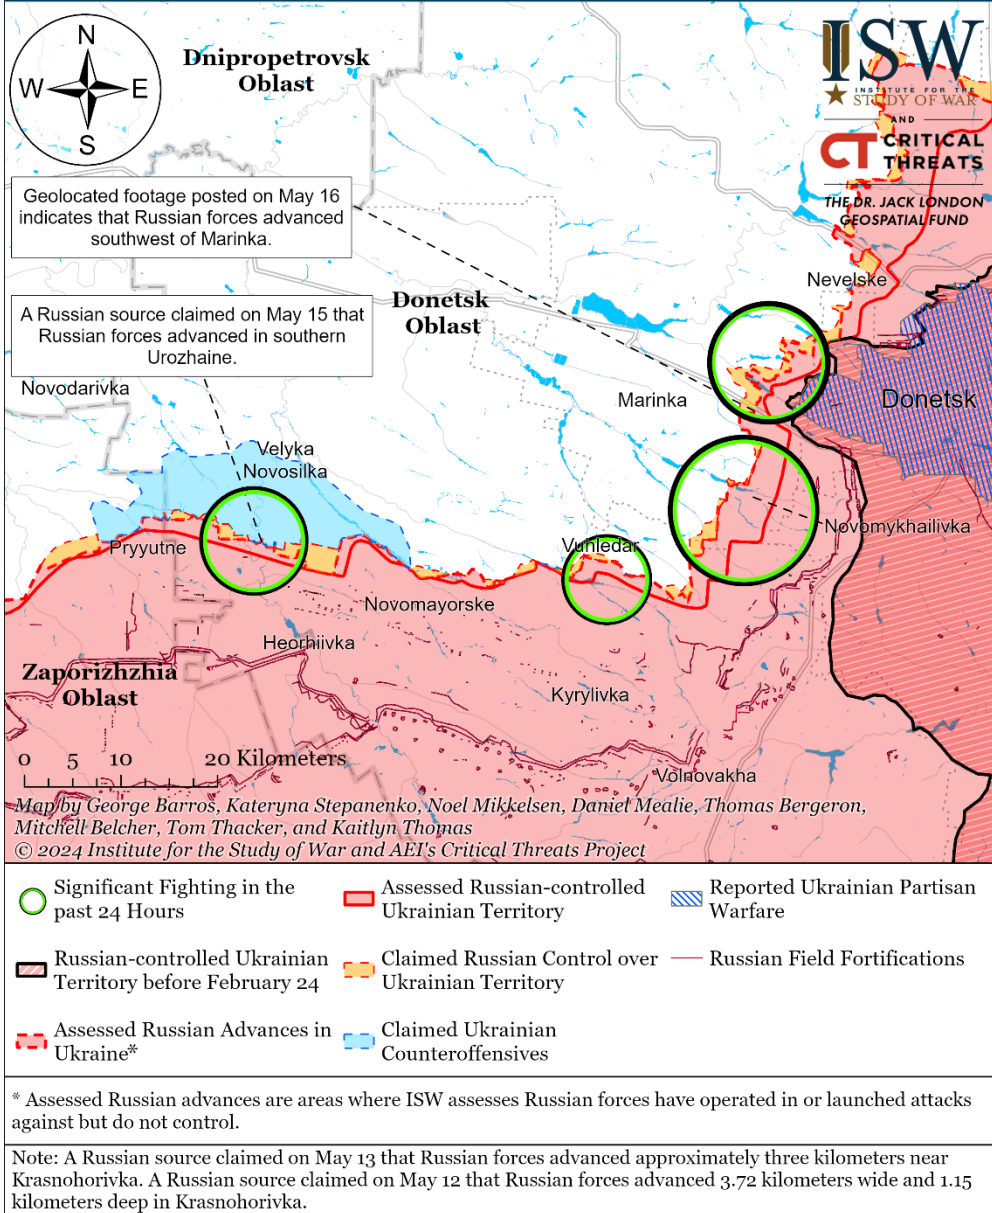 N
W
E
S
Dnipropetrovsk
Oblast
ISW
INSTITUTE FOR THE
STUDY OF WAR
AND
CT CRITICAL
THREATS
THE DR. JACK LONDON
GEOSPATIAL FUND
Geolocated footage posted on May 16
indicates that Russian forces advanced
southwest of Marinka.
Nevelske
Donetsk
Oblast
A Russian source claimed on May 15 that
Russian forces advanced in southern
Urozhaine.
Novodarivka
Marinka
Donetsk
Velyka
Novosilka
Novomykhailivka
Pryyutne
Vuhledar
Novomayorske
Heorhiivka
Zaporizhzhia
Oblast
Kyrylivka
0 5 10 20 Kilometers
Volnovakha
Map by George Barros, Kateryna Stepanenko, Noel Mikkelsen, Daniel Mealie, Thomas Bergeron,
Mitchell Belcher, Tom Thacker, and Kaitlyn Thomas
© 2024 Institute for the Study of War and AEI's Critical Threats Project
Significant Fighting in the
past 24 Hours
Assessed Russian-controlled
Ukrainian Territory
Reported Ukrainian Partisan
Warfare
Russian-controlled Ukrainian
Territory before February 24
Claimed Russian Control over
Ukrainian Territory
Russian Field Fortifications
Assessed Russian Advances in
Ukraine*
Claimed Ukrainian
Counteroffensives
* Assessed Russian advances are areas where ISW assesses Russian forces have operated in or launched attacks
against but do not control.
Note: A Russian source claimed on May 13 that Russian forces advanced approximately three kilometers near
Krasnohorivka. A Russian source claimed on May 12 that Russian forces advanced 3.72 kilometers wide and 1.15
kilometers deep in Krasnohorivka.